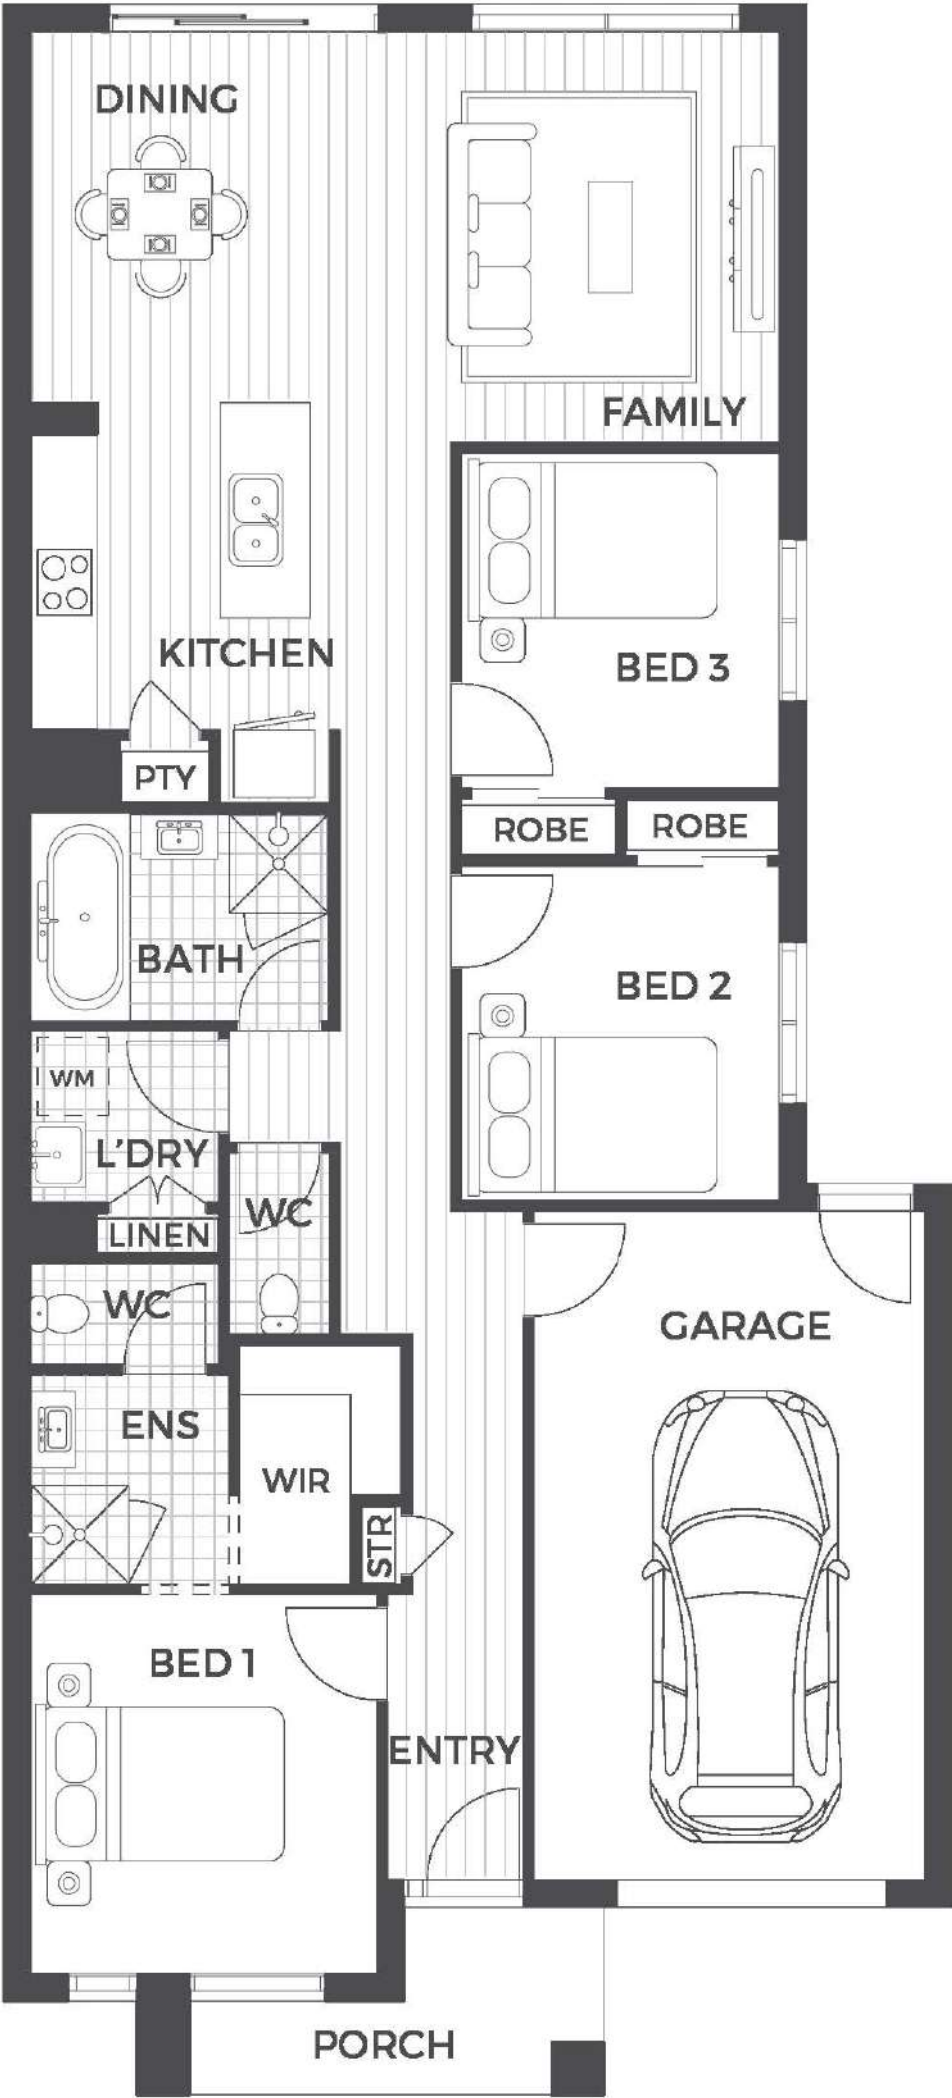 DINING
FAMILY
KITCHEN
BED 3
PTY
ROBE
ROBE
BATH
BED 2
WM
L'DRY
WC
LINEN
WC
GARAGE
ENS
WIR
STR
BED 1
ENTRY
PORCH